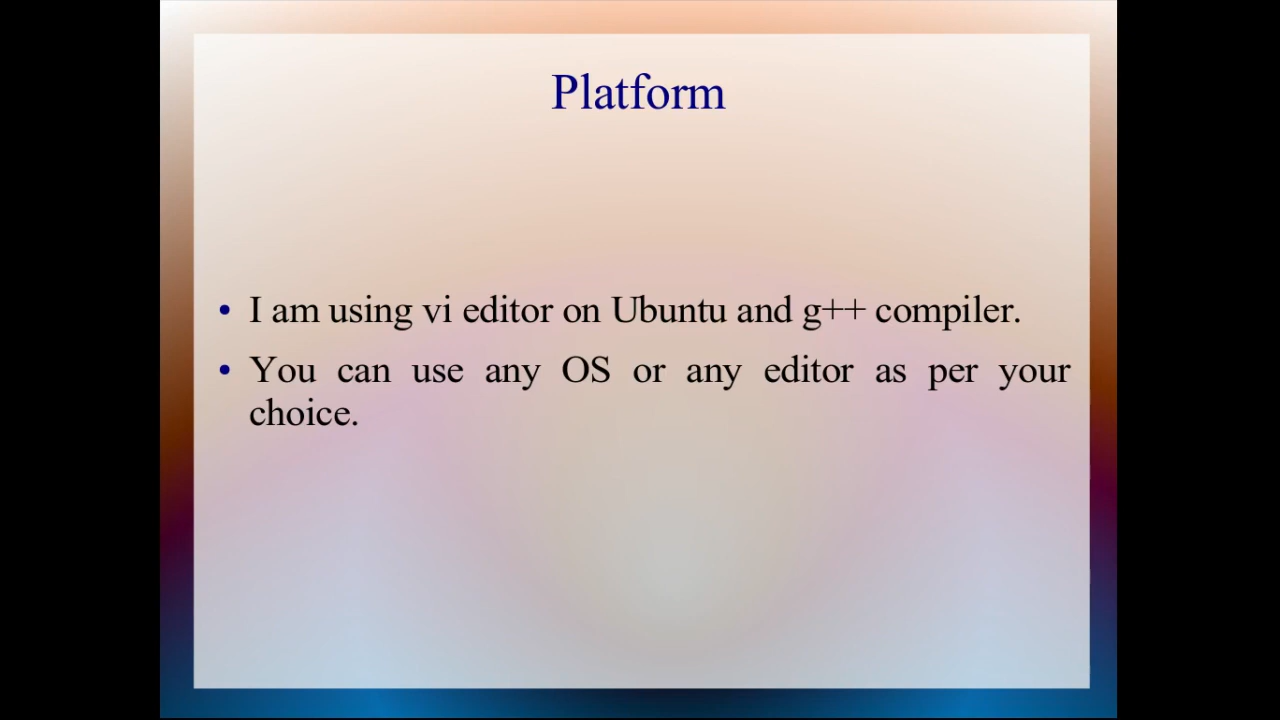 Platform
• I am using vi editor on Ubuntu and g++ compiler.
• You can use any OS or any editor as per your
choice.